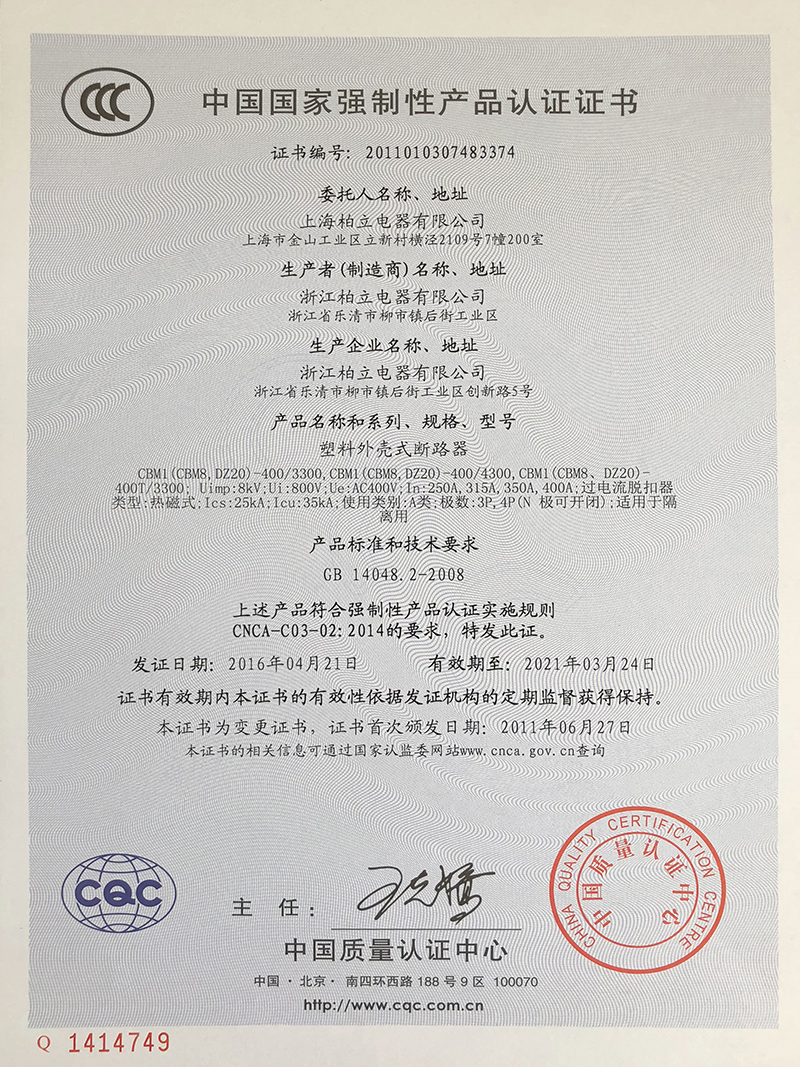 中国国家强制性产品认证证书
证书编号：2011010307483374
委托人名称、地址
上海柏立电器有限公司
上海市金山工业区立新村横泾2109号7幢200室
生产者(制造商)名称、地址
浙江柏立电器有限公司
浙江省乐清市柳市镇后街工业区
生产企业名称、地址
浙江柏立电器有限公司
浙江省乐清市柳市镇后街工业区创新路5号
产品名称和系列、规格、型号
塑料外壳式断路器
CBM1(CBM8,DZ20)-400/3300,CBM1(CBM8,DZ20)-400/4300,CBM1(CBM8、DZ20)-
400T/3300; Uimp:8kV;Ui:800V;Ue:AC400V;In:250A,315A,350A,400A;过电流脱扣器
类型:热磁式;Ics:25kA;Icu:35kA;使用类别:A类;极数:3P,4P(N 极可开闭);适用于隔
离用
产品标准和技术要求
GB 14048.2-2008
上述产品符合强制性产品认证实施规则
CNCA-C03-02:2014的要求，特发此证。
发证日期：2016年04月21日 有效期至：2021年03月24日
证书有效期内本证书的有效性依据发证机构的定期监督获得保持。
本证书为变更证书，证书首次颁发日期：2011年06月27日
本证书的相关信息可通过国家认监委网站www.cnca.gov.cn查询
CQC
主 任：
中国质量认证中心
中国·北京·南四环西路188号9区 100070
http://www.cqc.com.cn
CHINA QUALITY CERTIFICATION CENTRE
中国质量认证中心
Q 1414749